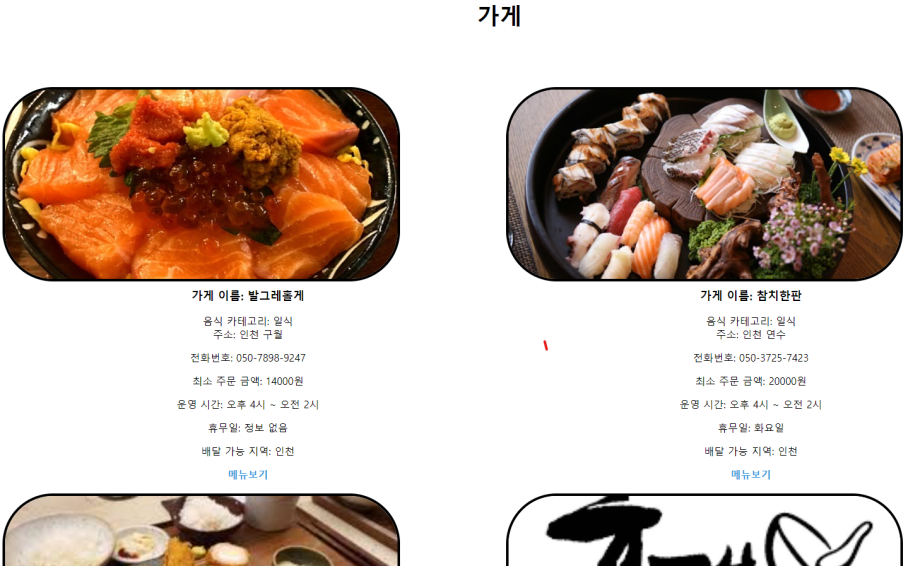 가게
가게 이름: 발그레홀게
음식 카테고리: 일식
주소: 인천 구월
전화번호: 050-7898-9247
최소 주문 금액: 14000원
운영 시간: 오후 4시 ~ 오전 2시
휴무일: 정보 없음
배달 가능 지역: 인천
메뉴보기
가게 이름: 참치한판
음식 카테고리: 일식
주소: 인천 연수
전화번호: 050-3725-7423
최소 주문 금액: 20000원
운영 시간: 오후 4시 ~ 오전 2시
휴무일: 화요일
배달 가능 지역: 인천
메뉴보기